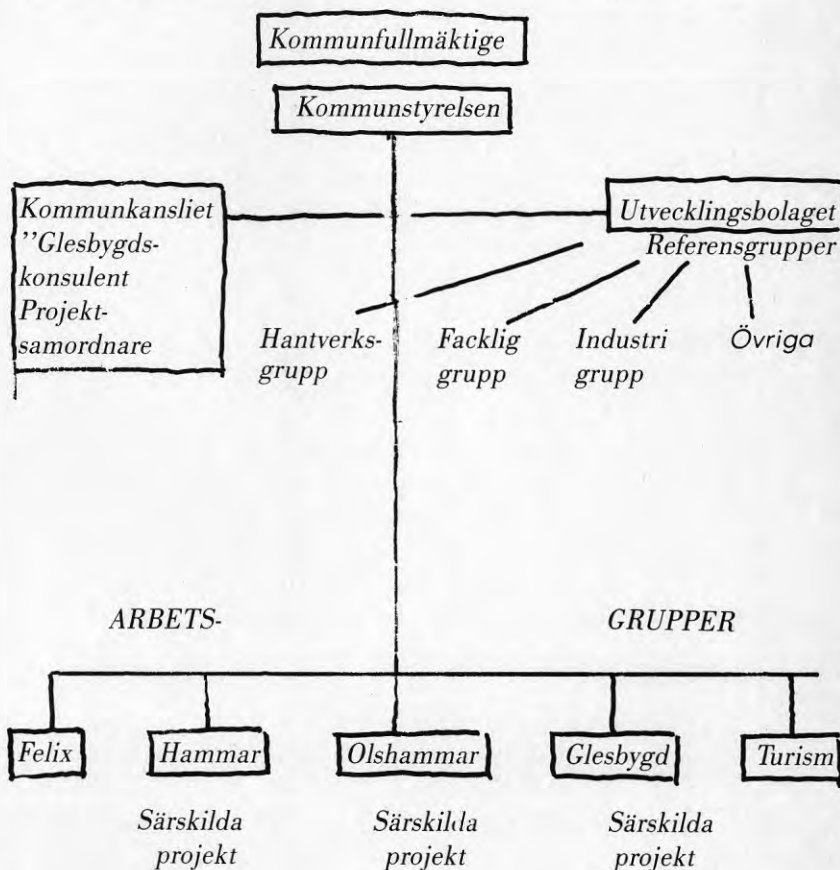 Kommunfullmäktige
Kommunstyrelsen
Kommunkansliet
”Glesbygds-
konsulent
Projekt-
samordnare
Utvecklingsbolaget
Referensgrupper
Hantverks-
grupp
Facklig
grupp
Industri
grupp
Övriga
ARBETS-
GRUPPER
Felix
Hammar
Olshammar
Glesbygd
Turism
Särskilda
projekt
Särskilda
projekt
Särskilda
projekt